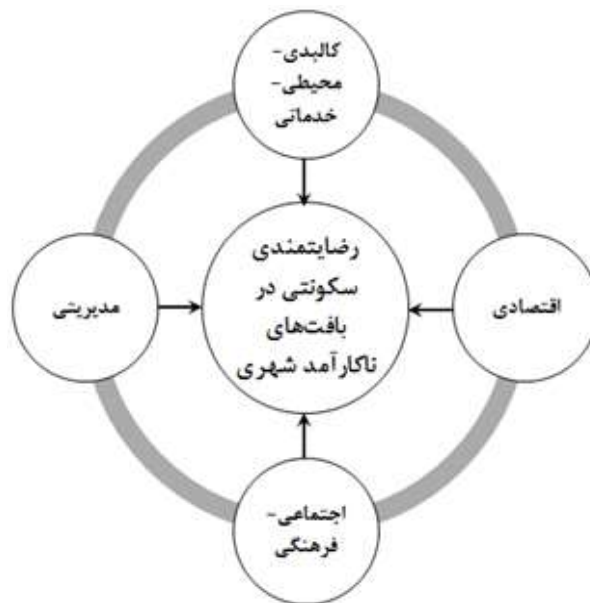 کالبدی-
محیطی-
خدماتی
رضایتمندی
سکونتی در
بافت‌های
ناکارآمد شهری
اقتصادی
مدیریتی
اجتماعی-
فرهنگی